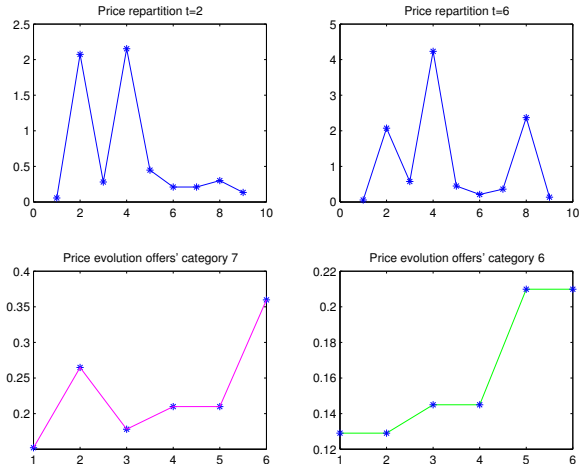 Price repartition t=2
2.5
2
1.5
1
0.5
0
0 2 4 6 8 10
Price repartition t=6
5
4
3
2
1
0
0 2 4 6 8 10
Price evolution offers' category 7
0.4
0.35
0.3
0.25
0.2
1 2 3 4 5 6
Price evolution offers' category 6
0.22
0.2
0.18
0.16
0.14
0.12
1 2 3 4 5 6